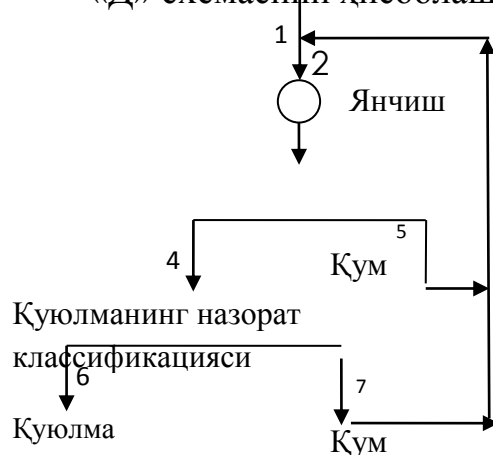 «Д» схемасини ҳисоблаш
1
2
Янчиш
5
4
Қум
Қуюлманинг назорат
классификацияси
6
7
Қуюлма
Қум